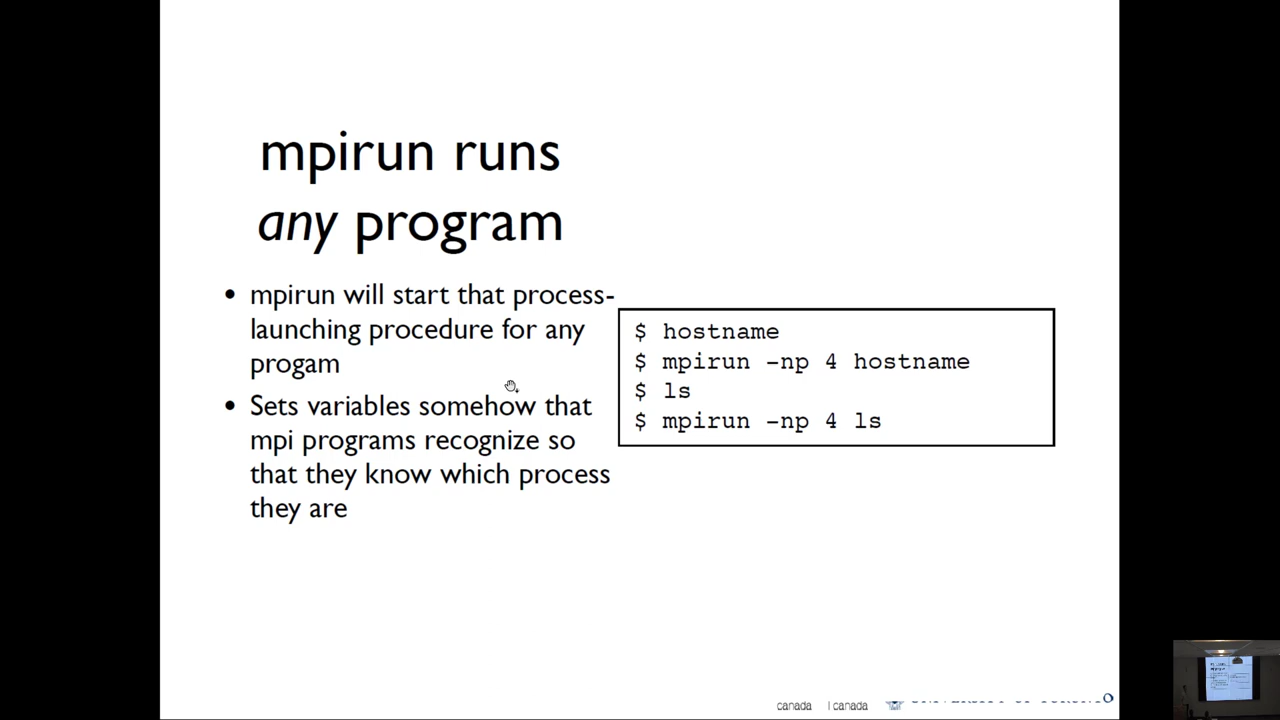 mpirun runs
any program
• mpirun will start that process-
launching procedure for any
progam
• Sets variables somehow that
mpi programs recognize so
that they know which process
they are
$ hostname
$ mpirun -np 4 hostname
$ ls
$ mpirun -np 4 ls
canada
canada